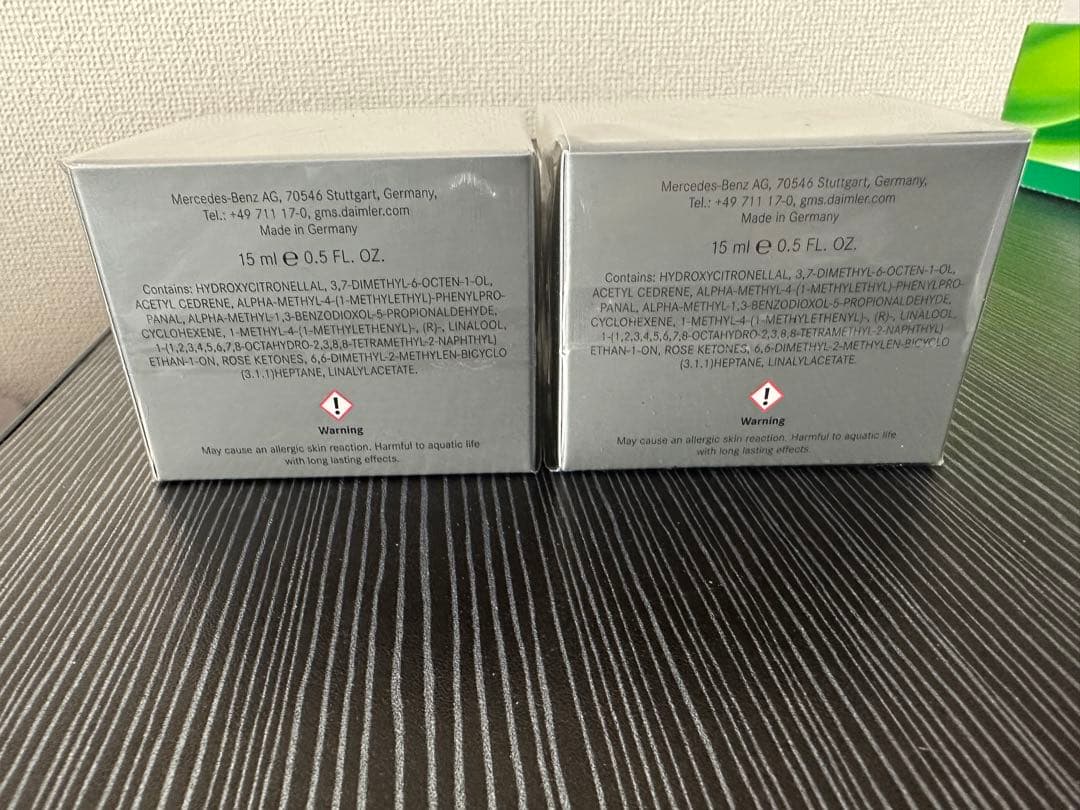 Mercedes-Benz AG, 70546 Stuttgart, Germany,
Tel.: +49 711 17-0, gms.daimler.com
Made in Germany
15 ml ℮ 0.5 FL. OZ.
Contains: HYDROXYCITRONELLAL, 3,7-DIMETHYL-6-OCTEN-1-OL,
ACETYL CEDRENE, ALPHA-METHYL-4-(1-METHYLETHYL)-PHENYLPRO-
PANAL, ALPHA-METHYL-1,3-BENZODIOXOL-5-PROPIONALDEHYDE,
CYCLOHEXENE, 1-METHYL-4-(1-METHYLETHENYL)-, (R)-, LINALOOL,
1-(1,2,3,4,5,6,7,8-OCTAHYDRO-2,3,8,8-TETRAMETHYL-2-NAPHTHYL)
ETHAN-1-ON, ROSE KETONES, 6,6-DIMETHYL-2-METHYLEN-BICYCLO
(3.1.1)HEPTANE, LINALYLACETATE.
Warning
May cause an allergic skin reaction. Harmful to aquatic life
with long lasting effects.
Mercedes-Benz AG, 70546 Stuttgart, Germany,
Tel.: +49 711 17-0, gms.daimler.com
Made in Germany
15 ml ℮ 0.5 FL. OZ.
Contains: HYDROXYCITRONELLAL, 3,7-DIMETHYL-6-OCTEN-1-OL,
ACETYL CEDRENE, ALPHA-METHYL-4-(1-METHYLETHYL)-PHENYLPRO-
PANAL, ALPHA-METHYL-1,3-BENZODIOXOL-5-PROPIONALDEHYDE,
CYCLOHEXENE, 1-METHYL-4-(1-METHYLETHENYL)-, (R)-, LINALOOL,
1-(1,2,3,4,5,6,7,8-OCTAHYDRO-2,3,8,8-TETRAMETHYL-2-NAPHTHYL)
ETHAN-1-ON, ROSE KETONES, 6,6-DIMETHYL-2-METHYLEN-BICYCLO
(3.1.1)HEPTANE, LINALYLACETATE.
Warning
May cause an allergic skin reaction. Harmful to aquatic life
with long lasting effects.